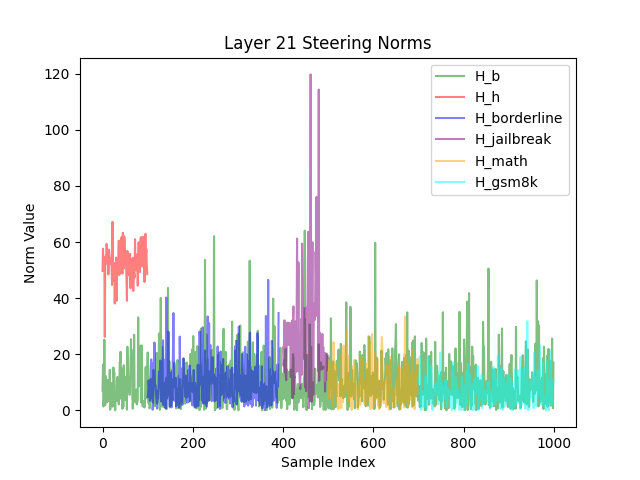 Layer 21 Steering Norms
Norm Value
120
100
80
60
40
20
0
H_b
H_h
H_borderline
H_jailbreak
H_math
H_gsm8k
0
200
400
600
800
1000
Sample Index